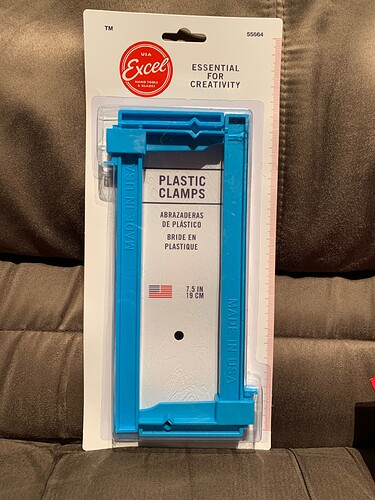 TM
55664
USA
Excel
HAND TOOLS
& BLADES
ESSENTIAL
FOR
CREATIVITY
PLASTIC
CLAMPS
ABRAZADERAS
DE PLÁSTICO
BRIDE EN
PLASTIQUE
7.5 IN
19 CM
MADE IN USA
MADE IN USA